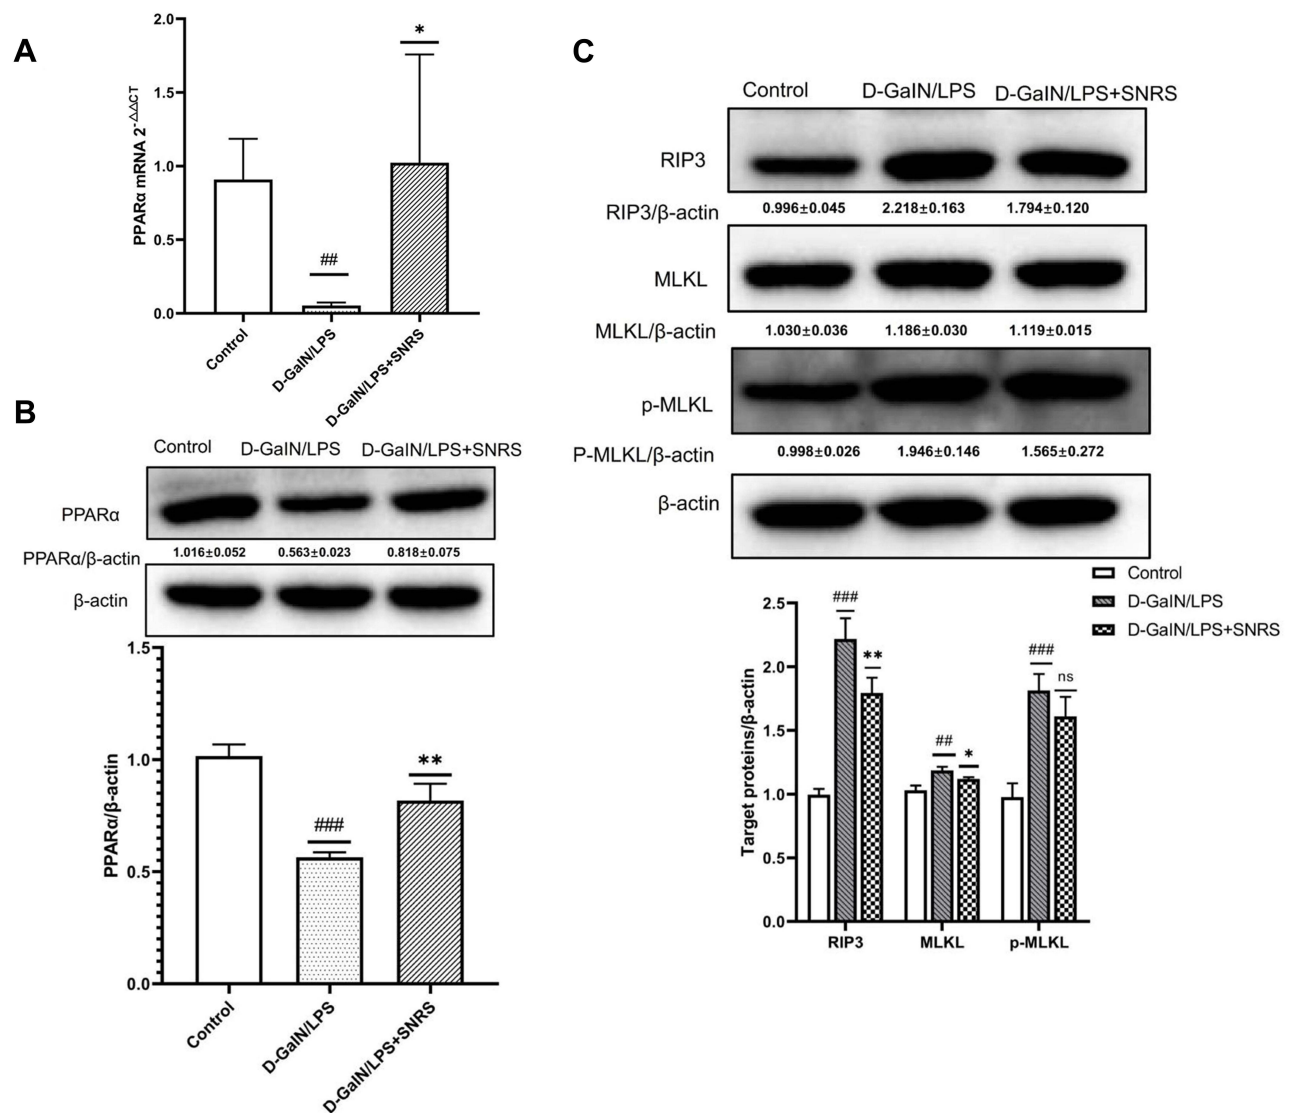 A
2.0
1.5
1.0
0.5
0.0
PPARα mRNA 2^-△△CT
*
##
Control
D-GalN/LPS
D-GalN/LPS+SNRS
B
Control D-GalN/LPS D-GalN/LPS+SNRS
PPARα
PPARα/β-actin 1.016±0.052 0.563±0.023 0.818±0.075
β-actin
1.5
1.0
0.5
0.0
PPARα/β-actin
###
**
Control
D-GalN/LPS
D-GalN/LPS+SNRS
C
Control D-GalN/LPS D-GalN/LPS+SNRS
RIP3
RIP3/β-actin 0.996±0.045 2.218±0.163 1.794±0.120
MLKL
MLKL/β-actin 1.030±0.036 1.186±0.030 1.119±0.015
p-MLKL
P-MLKL/β-actin 0.998±0.026 1.946±0.146 1.565±0.272
β-actin
Control
D-GalN/LPS
D-GalN/LPS+SNRS
2.5
2.0
1.5
1.0
0.5
0.0
Target proteins/β-actin
###
**
##
*
###
ns
RIP3 MLKL p-MLKL